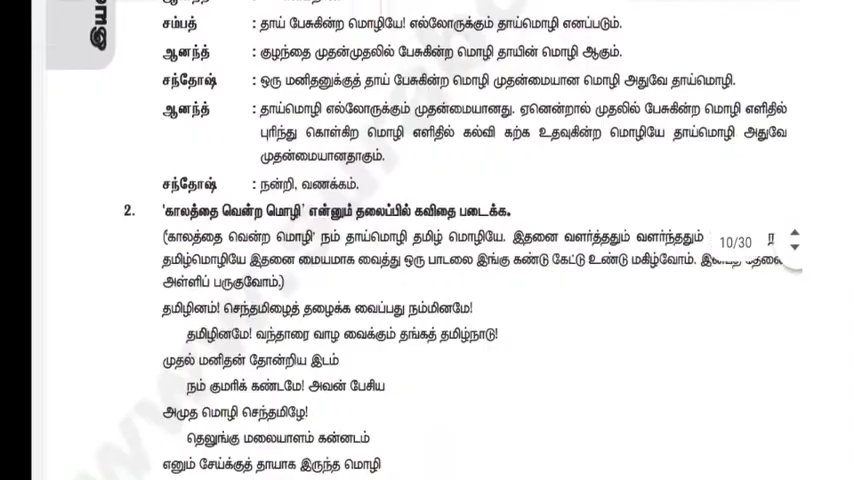 சம்பத் : தாய் பேசுகின்ற மொழியே! எல்லோருக்கும் தாய்மொழி எனப்படும்.
ஆனந்த் : குழந்தை முதன்முதலில் பேசுகின்ற மொழி தாயின் மொழி ஆகும்.
சந்தோஷ் : ஒரு மனிதனுக்குத் தாய் பேசுகின்ற மொழி முதன்மையான மொழி அதுவே தாய்மொழி.
ஆனந்த் : தாய்மொழி எல்லோருக்கும் முதன்மையானது. ஏனென்றால் முதலில் பேசுகின்ற மொழி எளிதில்
புரிந்து கொள்கிற மொழி எளிதில் கல்வி கற்க உதவுகின்ற மொழியே தாய்மொழி அதுவே
முதன்மையானதாகும்.
சந்தோஷ் : நன்றி, வணக்கம்.
2. 'காலத்தை வென்ற மொழி' என்னும் தலைப்பில் கவிதை படைக்க.
('காலத்தை வென்ற மொழி' நம் தாய்மொழி தமிழ் மொழியே. இதனை வளர்த்ததும் வளர்ந்ததும்
10/30
தமிழ்மொழியே இதனை மையமாக வைத்து ஒரு பாடலை இங்கு கண்டு கேட்டு உண்டு மகிழ்வோம். தேனை
அள்ளிப் பருகுவோம்.)
தமிழினம்! செந்தமிழைத் தழைக்க வைப்பது நம்மினமே!
தமிழினமே! வந்தாரை வாழ வைக்கும் தங்கத் தமிழ்நாடு!
முதல் மனிதன் தோன்றிய இடம்
நம் குமரிக் கண்டமே! அவன் பேசிய
அமுத மொழி செந்தமிழே!
தெலுங்கு மலையாளம் கன்னடம்
எனும் சேய்க்குத் தாயாக இருந்த மொழி